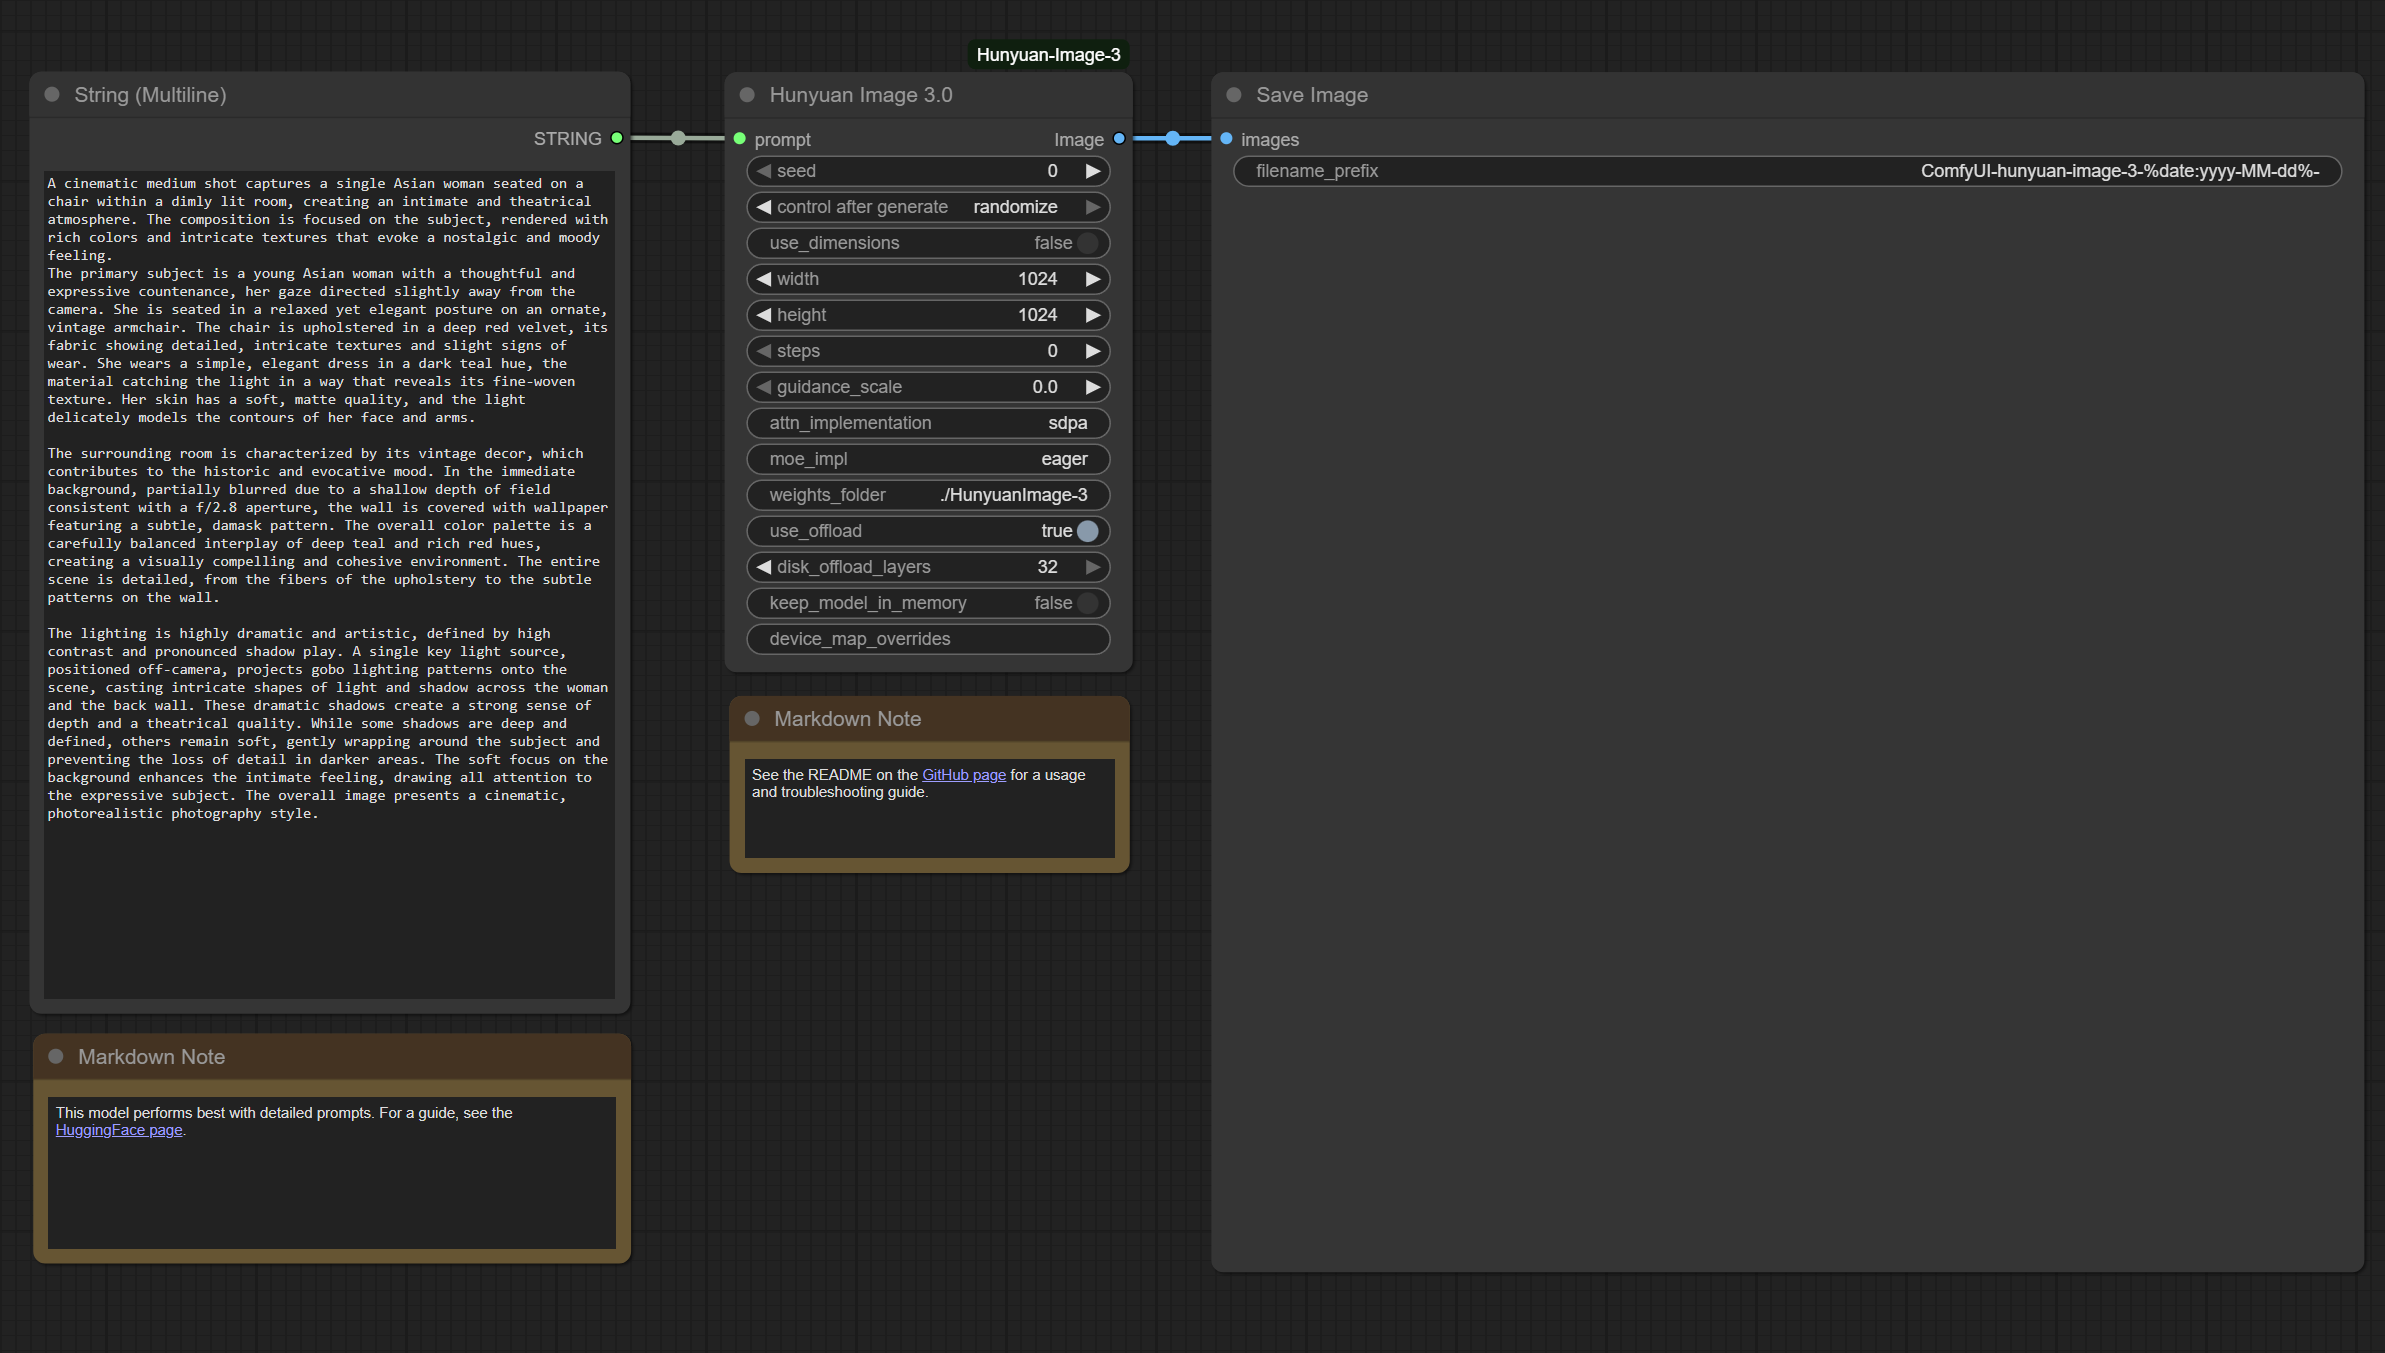 Hunyuan-Image-3
String (Multiline)
STRING
A cinematic medium shot captures a single Asian woman seated on a
chair within a dimly lit room, creating an intimate and theatrical
atmosphere. The composition is focused on the subject, rendered with
rich colors and intricate textures that evoke a nostalgic and moody
feeling.
The primary subject is a young Asian woman with a thoughtful and
expressive countenance, her gaze directed slightly away from the
camera. She is seated in a relaxed yet elegant posture on an ornate,
vintage armchair. The chair is upholstered in a deep red velvet, its
fabric showing detailed, intricate textures and slight signs of
wear. She wears a simple, elegant dress in a dark teal hue, the
material catching the light in a way that reveals its fine-woven
texture. Her skin has a soft, matte quality, and the light
delicately models the contours of her face and arms.
The surrounding room is characterized by its vintage decor, which
contributes to the historic and evocative mood. In the immediate
background, partially blurred due to a shallow depth of field
consistent with a f/2.8 aperture, the wall is covered with wallpaper
featuring a subtle, damask pattern. The overall color palette is a
carefully balanced interplay of deep teal and rich red hues,
creating a visually compelling and cohesive environment. The entire
scene is detailed, from the fibers of the upholstery to the subtle
patterns on the wall.
The lighting is highly dramatic and artistic, defined by high
contrast and pronounced shadow play. A single key light source,
positioned off-camera, projects gobo lighting patterns onto the
scene, casting intricate shapes of light and shadow across the woman
and the back wall. These dramatic shadows create a strong sense of
depth and a theatrical quality. While some shadows are deep and
defined, others remain soft, gently wrapping around the subject and
preventing the loss of detail in darker areas. The soft focus on the
background enhances the intimate feeling, drawing all attention to
the expressive subject. The overall image presents a cinematic,
photorealistic photography style.
Markdown Note
This model performs best with detailed prompts. For a guide, see the
HuggingFace page.
Hunyuan Image 3.0
prompt Image
seed 0
control after generate randomize
use_dimensions false
width 1024
height 1024
steps 0
guidance_scale 0.0
attn_implementation sdpa
moe_impl eager
weights_folder ./HunyuanImage-3
use_offload true
disk_offload_layers 32
keep_model_in_memory false
device_map_overrides
Markdown Note
See the README on the GitHub page for a usage
and troubleshooting guide.
Save Image
images
filename_prefix ComfyUI-hunyuan-image-3-%date:yyyy-MM-dd%-